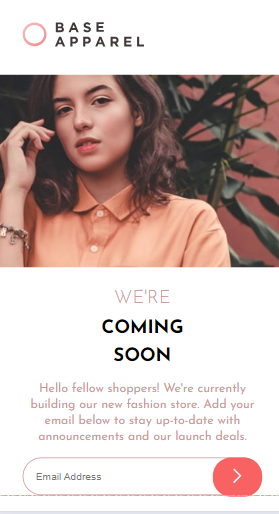 BASE
APPAREL
WE'RE
COMING
SOON
Hello fellow shoppers! We're currently
building our new fashion store. Add your
email below to stay up-to-date with
announcements and our launch deals.
Email Address